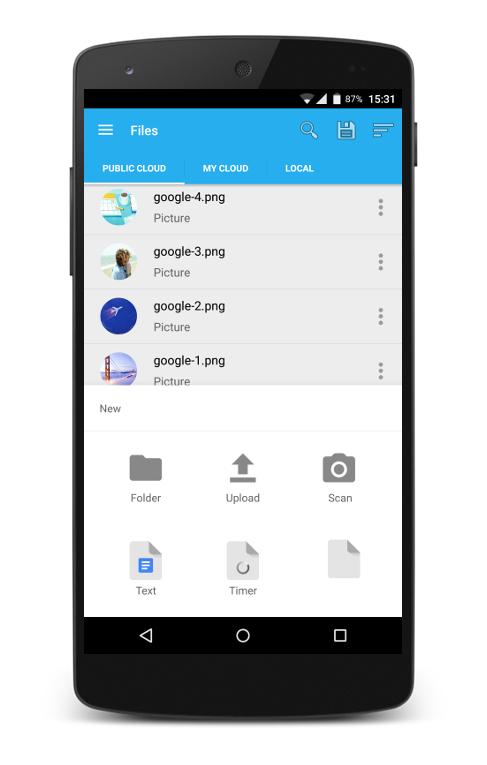 87% 15:31
Files
PUBLIC CLOUD MY CLOUD LOCAL
google-4.png
Picture
google-3.png
Picture
google-2.png
Picture
google-1.png
Picture
New
Folder Upload Scan
Text Timer